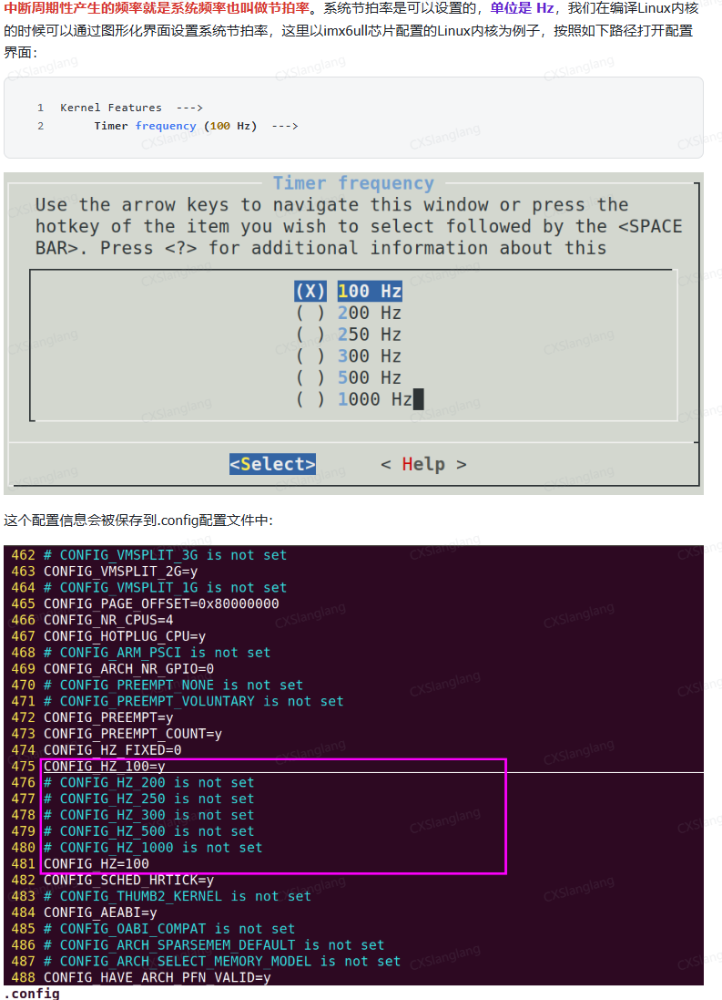 中断周期性产生的频率就是系统频率也叫做节拍率。系统节拍率是可以设置的，单位是 Hz，我们在编译Linux内核
的时候可以通过图形化界面设置系统节拍率，这里以imx6ull芯片配置的Linux内核为例子，按照如下路径打开配置
界面：
1 Kernel Features --->
2 Timer frequency (100 Hz) --->
Timer frequency
Use the arrow keys to navigate this window or press the
hotkey of the item you wish to select followed by the <SPACE
BAR>. Press <?> for additional information about this
(X) 100 Hz
( ) 200 Hz
( ) 250 Hz
( ) 300 Hz
( ) 500 Hz
( ) 1000 Hz
<Select> < Help >
这个配置信息会被保存到.config配置文件中：
462 # CONFIG_VMSPLIT_3G is not set
463 CONFIG_VMSPLIT_2G=y
464 # CONFIG_VMSPLIT_1G is not set
465 CONFIG_PAGE_OFFSET=0x80000000
466 CONFIG_NR_CPUS=4
467 CONFIG_HOTPLUG_CPU=y
468 # CONFIG_ARM_PSCI is not set
469 CONFIG_ARCH_NR_GPIO=0
470 # CONFIG_PREEMPT_NONE is not set
471 # CONFIG_PREEMPT_VOLUNTARY is not set
472 CONFIG_PREEMPT=y
473 CONFIG_PREEMPT_COUNT=y
474 CONFIG_HZ_FIXED=0
475 CONFIG_HZ_100=y
476 # CONFIG_HZ_200 is not set
477 # CONFIG_HZ_250 is not set
478 # CONFIG_HZ_300 is not set
479 # CONFIG_HZ_500 is not set
480 # CONFIG_HZ_1000 is not set
481 CONFIG_HZ=100
482 CONFIG_SCHED_HRTICK=y
483 # CONFIG_THUMB2_KERNEL is not set
484 CONFIG_AEABI=y
485 # CONFIG_OABI_COMPAT is not set
486 # CONFIG_ARCH_SPARSEMEM_DEFAULT is not set
487 # CONFIG_ARCH_SELECT_MEMORY_MODEL is not set
488 CONFIG_HAVE_ARCH_PFN_VALID=y
.config
CXSlanglang